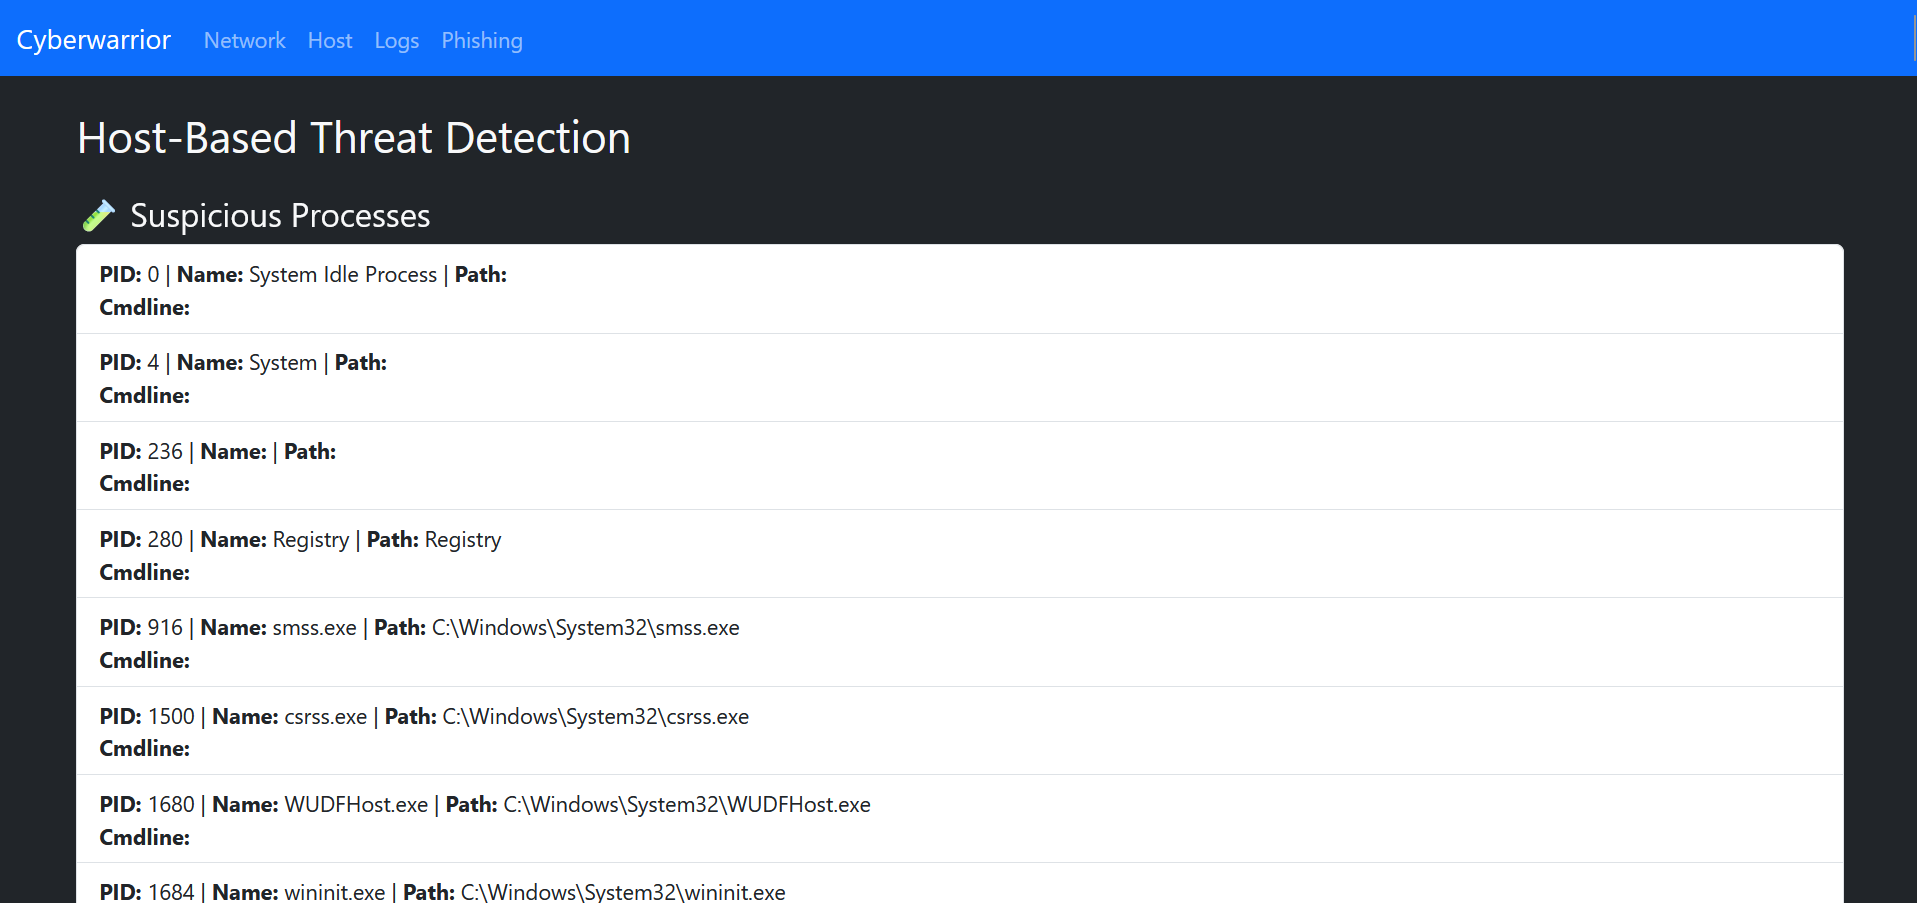 Cyberwarrior Network Host Logs Phishing
Host-Based Threat Detection
Suspicious Processes
PID: 0 | Name: System Idle Process | Path:
Cmdline:
PID: 4 | Name: System | Path:
Cmdline:
PID: 236 | Name: | Path:
Cmdline:
PID: 280 | Name: Registry | Path: Registry
Cmdline:
PID: 916 | Name: smss.exe | Path: C:\Windows\System32\smss.exe
Cmdline:
PID: 1500 | Name: csrss.exe | Path: C:\Windows\System32\csrss.exe
Cmdline:
PID: 1680 | Name: WUDFHost.exe | Path: C:\Windows\System32\WUDFHost.exe
Cmdline:
PID: 1684 | Name: wininit.exe | Path: C:\Windows\System32\wininit.exe